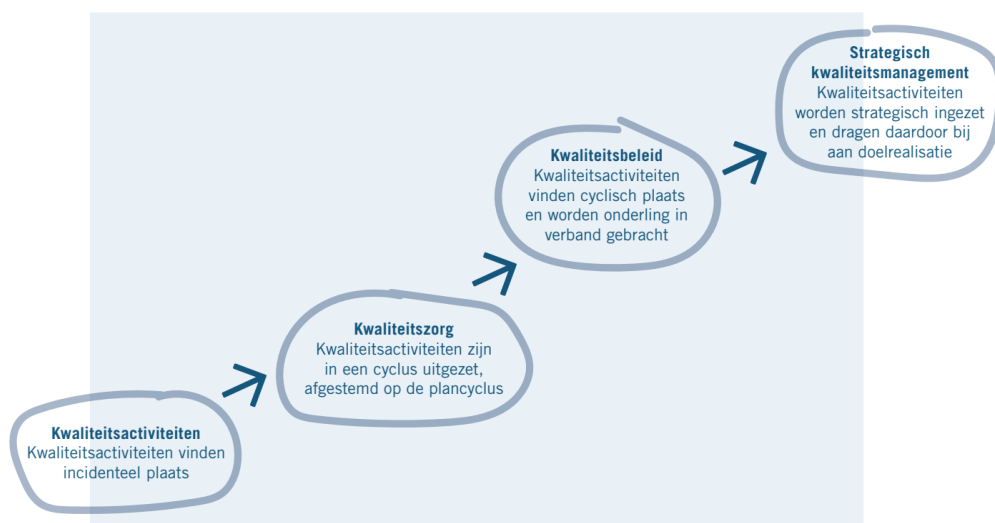 Strategisch
kwaliteitsmanagement
Kwaliteitsactiviteiten
worden strategisch ingezet
en dragen daardoor bij
aan doelrealisatie
Kwaliteitsbeleid
Kwaliteitsactiviteiten
vinden cyclisch plaats
en worden onderling in
verband gebracht
Kwaliteitszorg
Kwaliteitsactiviteiten zijn
in een cyclus uitgezet,
afgestemd op de plancyclus
Kwaliteitsactiviteiten
Kwaliteitsactiviteiten vinden
incidenteel plaats